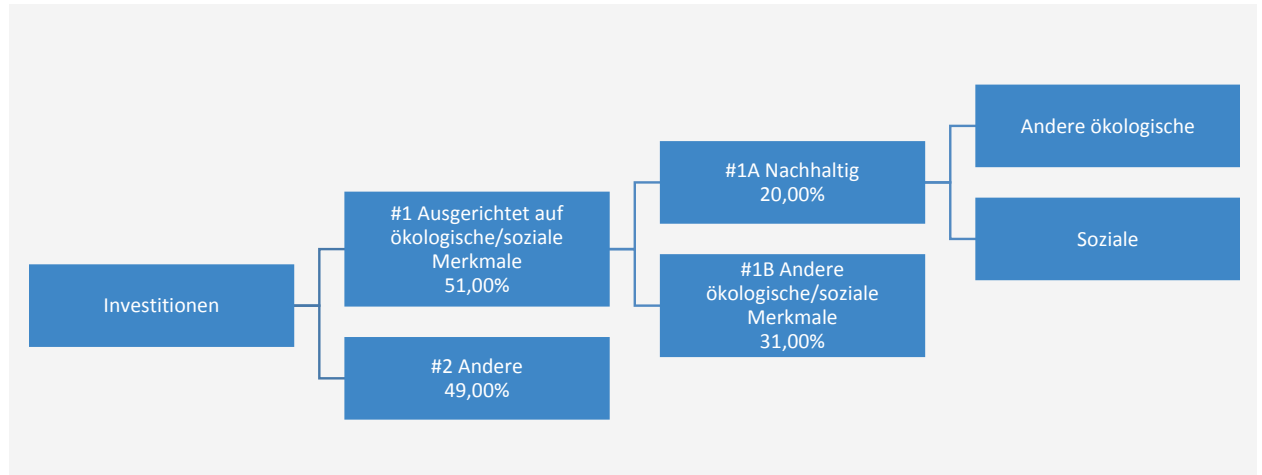 Investitionen
#1 Ausgerichtet auf
ökologische/soziale
Merkmale
51,00%
#2 Andere
49,00%
#1A Nachhaltig
20,00%
#1B Andere
ökologische/soziale
Merkmale
31,00%
Andere ökologische
Soziale